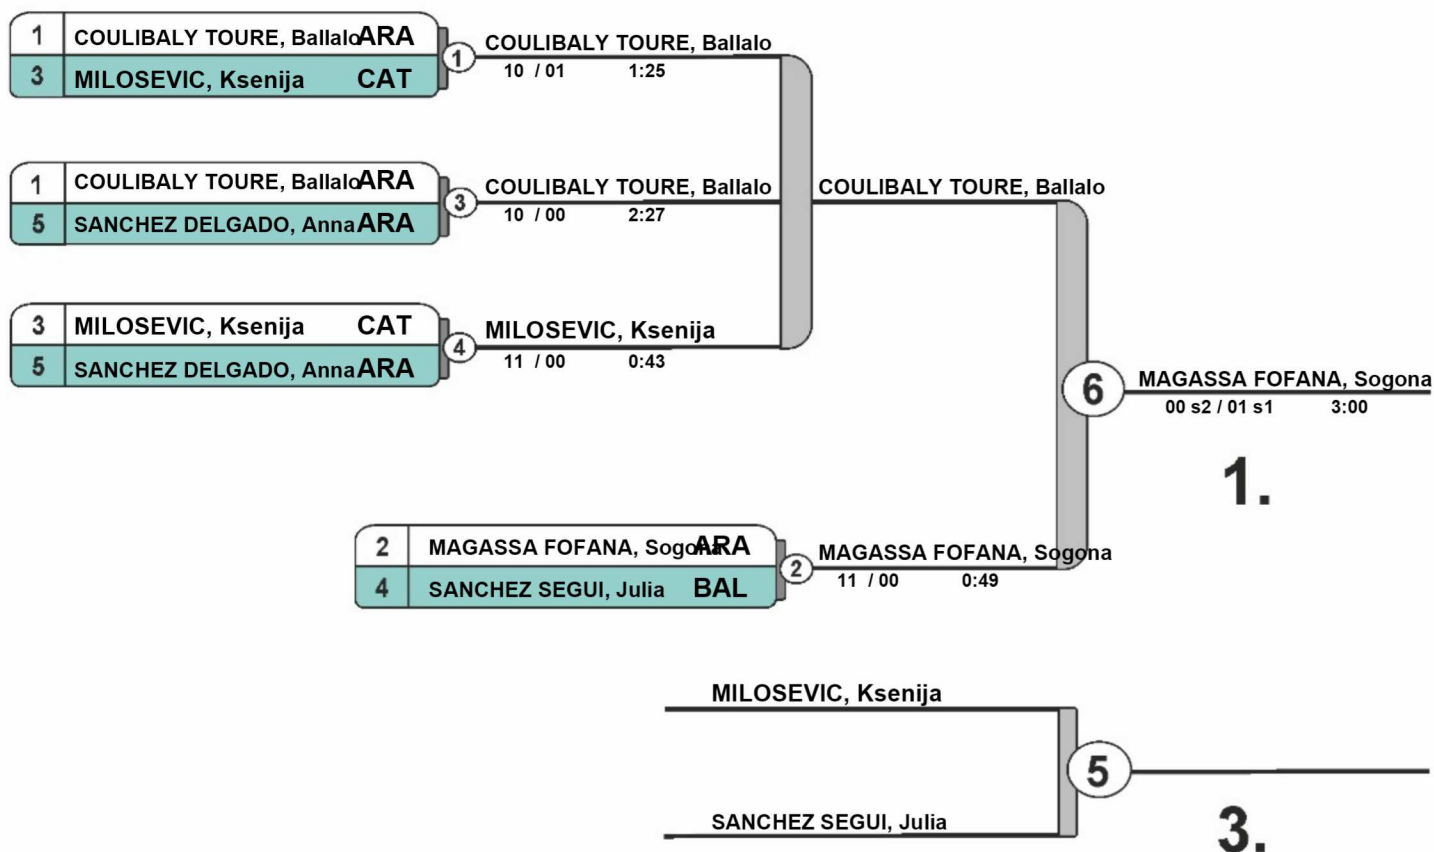 1 COULIBALY TOURE, Ballalo ARA
3 MILOSEVIC, Ksenija CAT
1 COULIBALY TOURE, Ballalo
10 / 01 1:25
1 COULIBALY TOURE, Ballalo ARA
5 SANCHEZ DELGADO, Anna ARA
3 COULIBALY TOURE, Ballalo
10 / 00 2:27
COULIBALY TOURE, Ballalo
3 MILOSEVIC, Ksenija CAT
5 SANCHEZ DELGADO, Anna ARA
4 MILOSEVIC, Ksenija
11 / 00 0:43
6 MAGASSA FOFANA, Sogona
00 s2 / 01 s1 3:00
1.
2 MAGASSA FOFANA, Sogona ARA
4 SANCHEZ SEGUI, Julia BAL
2 MAGASSA FOFANA, Sogona
11 / 00 0:49
MILOSEVIC, Ksenija
5
SANCHEZ SEGUI, Julia
3.